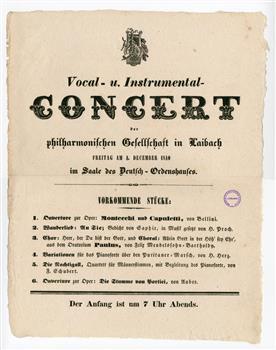 Vocal- u. Instrumental-
CONCERT
der
philharmonischen Gesellschaft in Laibach
FREITAG AM 4. DECEMBER 1840
im Saale des Deutsch-Ordenshauses.
VORKOMMENDE STÜCKE:
1. Ouverture zur Oper: Montecchi und Capuletti, von Bellini.
2. Wanderlied: An Sie; Gedicht von Saphir, in Musik gesetzt von H. Proch.
3. Chor: Herr, der Du bist der Gott, und Choral: Allein Gott in der Höh' sey Ehr',
aus dem Oratorium Paulus, von Felix Mendelssohn-Bartholdy.
4. Variationen für das Pianoforte über den Puritaner-Marsch, von H. Herz.
5. Die Nachtigall, Quartett für Männerstimmen, mit Begleitung des Pianoforte, von
F. Schubert.
6. Ouverture zur Oper: Die Stumme von Portici, von Auber.
Der Anfang ist um 7 Uhr Abends.